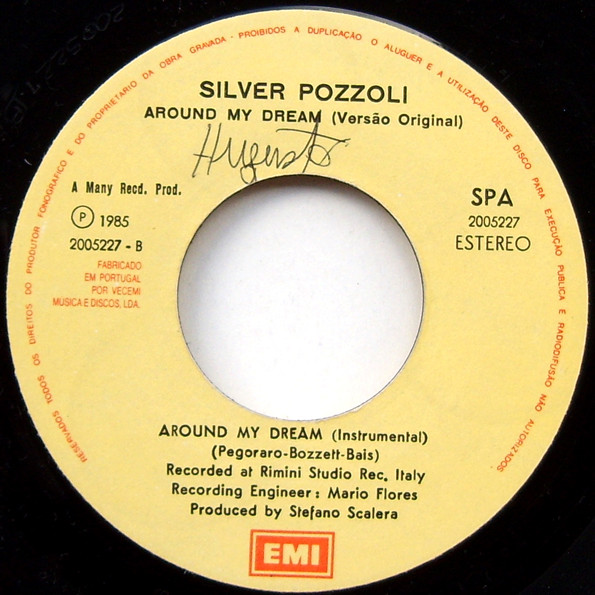 RESERVADOS TODOS OS DIREITOS DO PRODUTOR FONOGRAFICO E DO PROPRIETARIO DA OBRA GRAVADA - PROIBIDOS A DUPLICAÇÃO O ALUGUER E A UTILIZAÇÃO DESTE DISCO PARA EXECUÇÃO PUBLICA E RADIODIFUSÃO NÃO AUTORIZADOS
SILVER POZZOLI
AROUND MY DREAM (Versão Original)
A Many Recd. Prod.
Ⓟ 1985
2005227 - B
FABRICADO
EM PORTUGAL
POR VECEMI
MUSICA E DISCOS, LDA.
SPA
2005227
ESTEREO
AROUND MY DREAM (Instrumental)
(Pegoraro-Bozzett-Bais)
Recorded at Rimini Studio Rec. Italy
Recording Engineer : Mario Flores
Produced by Stefano Scalera
EMI